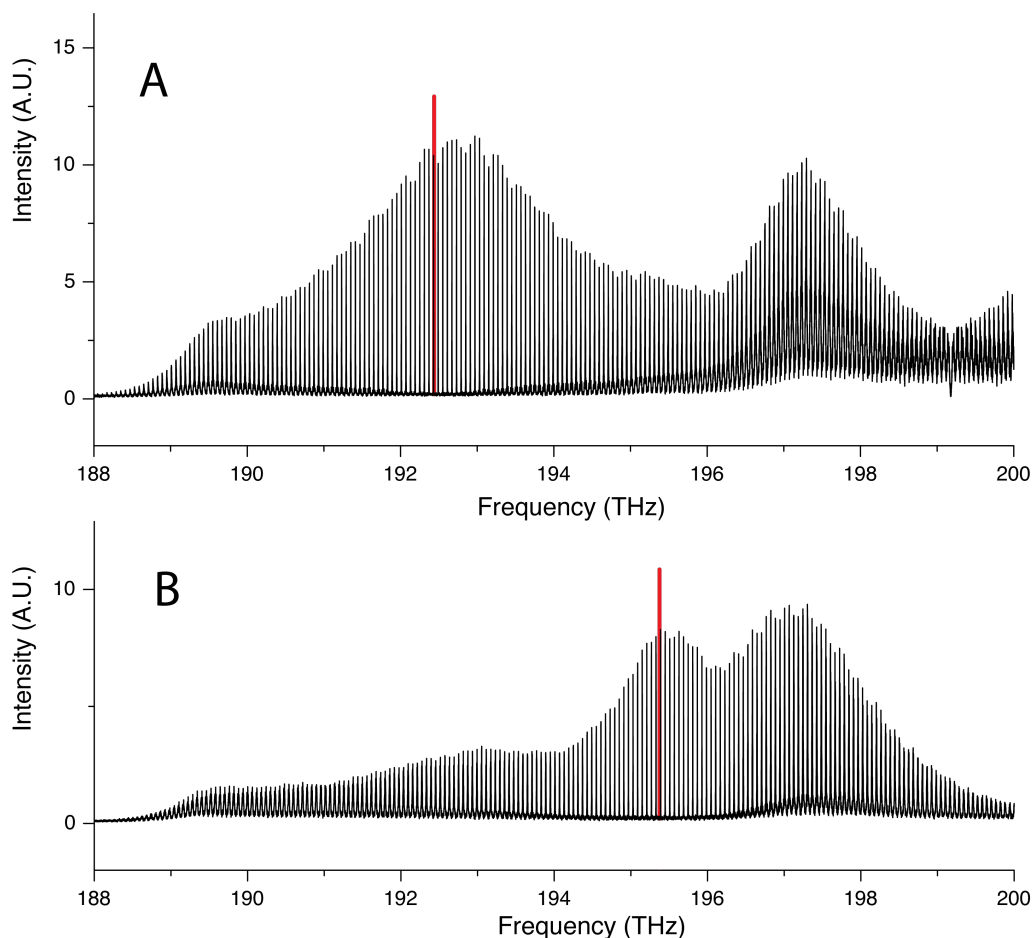 A
Intensity (A.U.)
15
10
5
0
188 190 192 194 196 198 200
Frequency (THz)
B
Intensity (A.U.)
10
0
188 190 192 194 196 198 200
Frequency (THz)